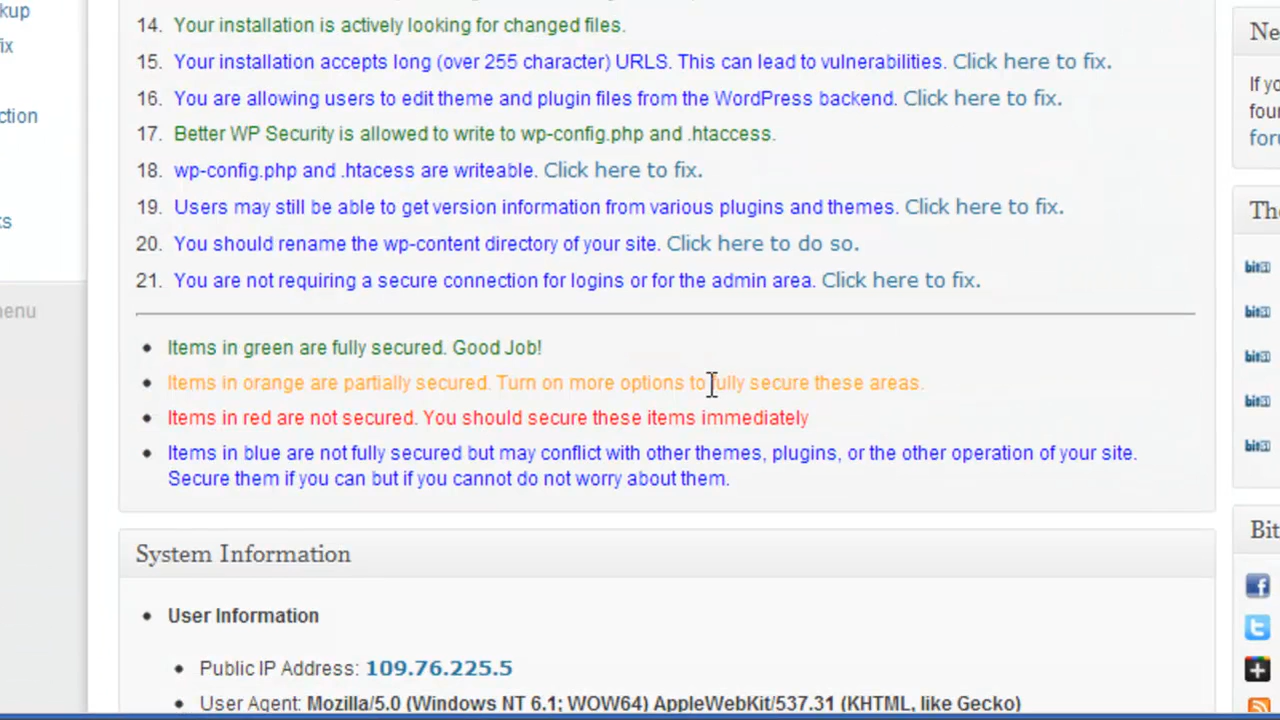 kup
14. Your installation is actively looking for changed files.
Ne
fix
15. Your installation accepts long (over 255 character) URLS. This can lead to vulnerabilities. Click here to fix.
If yo
16. You are allowing users to edit theme and plugin files from the WordPress backend. Click here to fix.
foun
ction
17. Better WP Security is allowed to write to wp-config.php and .htaccess.
foru
18. wp-config.php and .htacess are writeable. Click here to fix.
19. Users may still be able to get version information from various plugins and themes. Click here to fix.
The
ks
20. You should rename the wp-content directory of your site. Click here to do so.
21. You are not requiring a secure connection for logins or for the admin area. Click here to fix.
menu
Items in green are fully secured. Good Job!
Items in orange are partially secured. Turn on more options to fully secure these areas.
Items in red are not secured. You should secure these items immediately
Items in blue are not fully secured but may conflict with other themes, plugins, or the other operation of your site.
Secure them if you can but if you cannot do not worry about them.
Bit
System Information
User Information
Public IP Address: 109.76.225.5
User Agent: Mozilla/5.0 (Windows NT 6.1; WOW64) AppleWebKit/537.31 (KHTML, like Gecko)